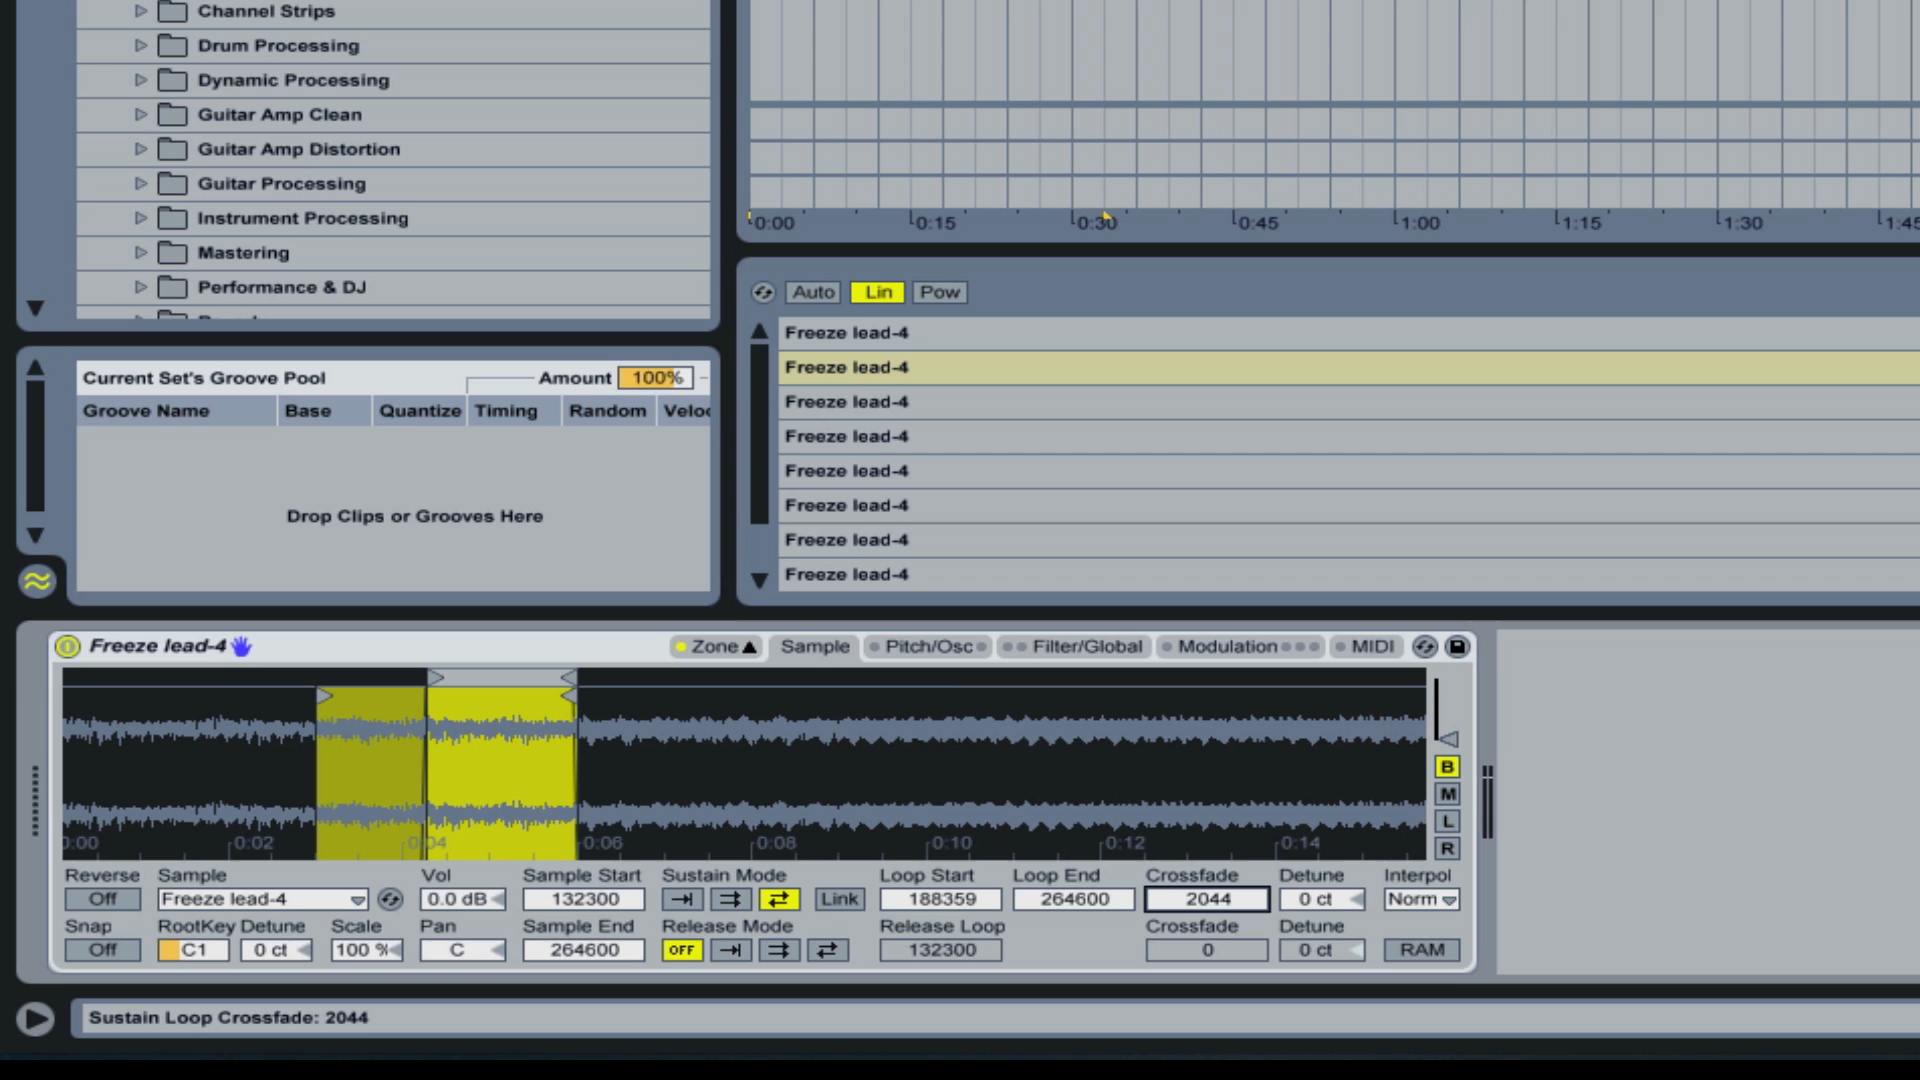 Channel Strips
Drum Processing
Dynamic Processing
Guitar Amp Clean
Guitar Amp Distortion
Guitar Processing
Instrument Processing
Mastering
Performance & DJ
0:00 0:15 0:30 0:45 1:00 1:15 1:30 1:45
Auto Lin Pow
Freeze lead-4
Freeze lead-4
Freeze lead-4
Freeze lead-4
Freeze lead-4
Freeze lead-4
Freeze lead-4
Freeze lead-4
Current Set's Groove Pool Amount 100%
Groove Name Base Quantize Timing Random Veloc
Drop Clips or Grooves Here
Freeze lead-4 Zone Sample Pitch/Osc Filter/Global Modulation MIDI
B
M
L
R
0:00 0:02 0:04 0:06 0:08 0:10 0:12 0:14
Reverse Sample Vol Sample Start Sustain Mode Loop Start Loop End Crossfade Detune Interpol
Off Freeze lead-4 0.0 dB 132300 Link 188359 264600 2044 0 ct Norm
Snap RootKey Detune Scale Pan Sample End Release Mode Release Loop Crossfade Detune
Off C1 0 ct 100 % C 264600 OFF 132300 0 0 ct RAM
Sustain Loop Crossfade: 2044